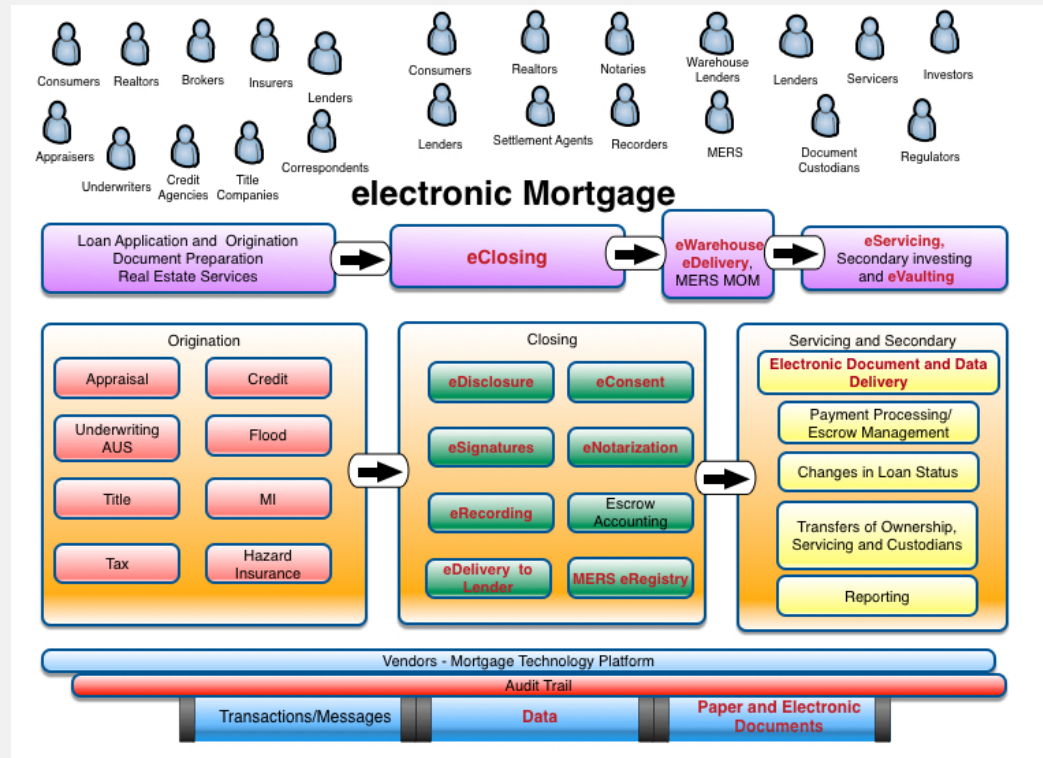 Consumers
Realtors
Brokers
Insurers
Lenders
Consumers
Realtors
Notaries
Warehouse
Lenders
Lenders
Servicers
Investors
Appraisers
Underwriters
Credit
Agencies
Title
Companies
Correspondents
Lenders
Settlement Agents
Recorders
MERS
Document
Custodians
Regulators
electronic Mortgage
Loan Application and Origination
Document Preparation
Real Estate Services
eClosing
eWarehouse
eDelivery,
MERS MOM
eServicing,
Secondary investing
and eVaulting
Origination
Appraisal
Credit
Underwriting
AUS
Flood
Title
MI
Tax
Hazard
Insurance
Closing
eDisclosure
eConsent
eSignatures
eNotarization
eRecording
Escrow
Accounting
eDelivery to
Lender
MERS eRegistry
Servicing and Secondary
Electronic Document and Data
Delivery
Payment Processing/
Escrow Management
Changes in Loan Status
Transfers of Ownership,
Servicing and Custodians
Reporting
Vendors - Mortgage Technology Platform
Audit Trail
Transactions/Messages
Data
Paper and Electronic
Documents